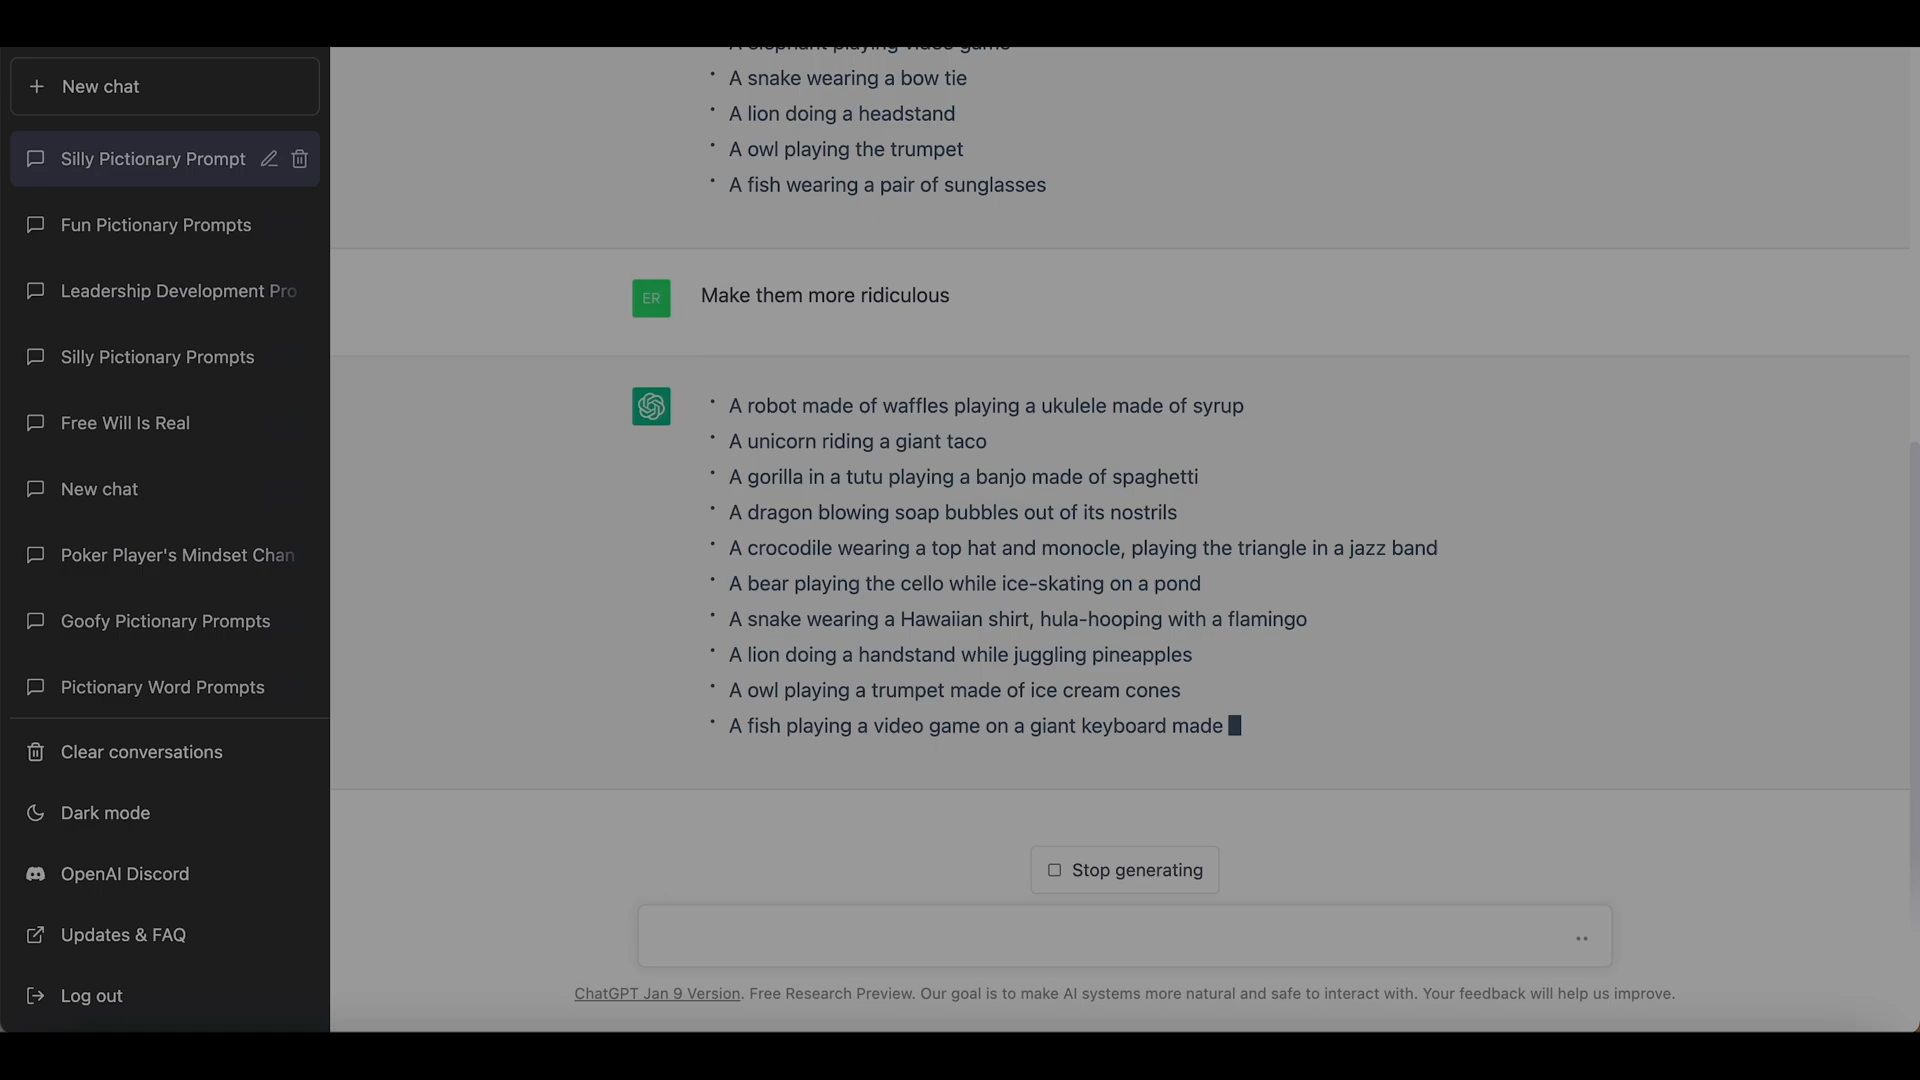 New chat
Silly Pictionary Prompt
Fun Pictionary Prompts
Leadership Development Pro
Silly Pictionary Prompts
Free Will Is Real
New chat
Poker Player's Mindset Chan
Goofy Pictionary Prompts
Pictionary Word Prompts
Clear conversations
Dark mode
OpenAI Discord
Updates & FAQ
Log out
A elephant playing video game
A snake wearing a bow tie
A lion doing a headstand
A owl playing the trumpet
A fish wearing a pair of sunglasses
ER
Make them more ridiculous
A robot made of waffles playing a ukulele made of syrup
A unicorn riding a giant taco
A gorilla in a tutu playing a banjo made of spaghetti
A dragon blowing soap bubbles out of its nostrils
A crocodile wearing a top hat and monocle, playing the triangle in a jazz band
A bear playing the cello while ice-skating on a pond
A snake wearing a Hawaiian shirt, hula-hooping with a flamingo
A lion doing a handstand while juggling pineapples
A owl playing a trumpet made of ice cream cones
A fish playing a video game on a giant keyboard made
Stop generating
ChatGPT Jan 9 Version. Free Research Preview. Our goal is to make AI systems more natural and safe to interact with. Your feedback will help us improve.